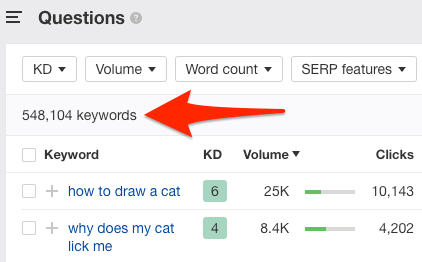 Questions ?
KD Volume Word count SERP features
548,104 keywords
Keyword KD Volume Clicks
how to draw a cat 6 25K 10,143
why does my cat 4 8.4K 4,202
lick me